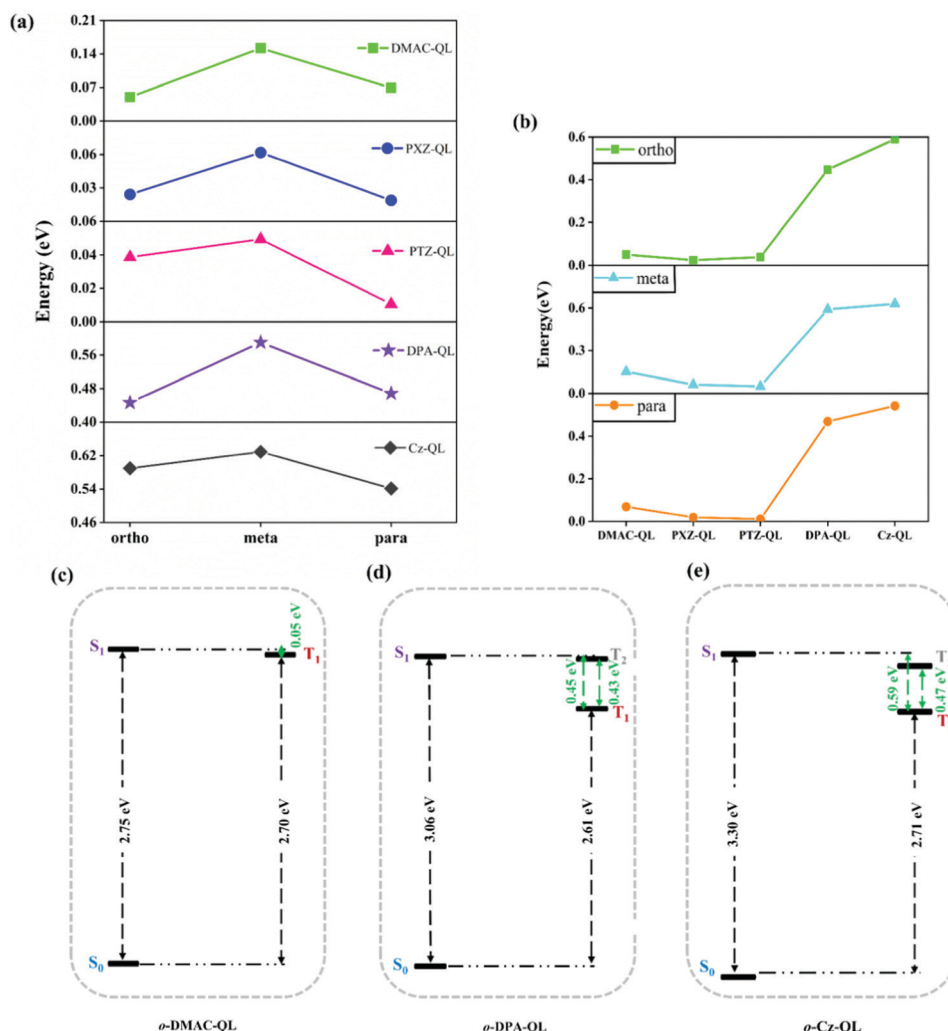 (a)
Energy (eV)
0.21
0.14
0.07
0.00
DMAC-QL
0.06
0.03
PXZ-QL
0.06
0.04
0.02
0.00
PTZ-QL
0.56
0.48
0.40
DPA-QL
0.62
0.54
0.46
Cz-QL
ortho meta para
(b)
Energy(eV)
0.6
0.4
0.2
0.0
ortho
0.6
0.3
0.0
meta
0.4
0.2
0.0
para
DMAC-QL PXZ-QL PTZ-QL DPA-QL Cz-QL
(c)
S1
0.05 eV
T1
2.75 eV
2.70 eV
S0
o-DMAC-QL
(d)
S1
T2
0.45 eV
0.43 eV
T1
3.06 eV
2.61 eV
S0
o-DPA-QL
(e)
S1
T
0.59 eV
0.47 eV
T
3.30 eV
2.71 eV
S0
o-Cz-QL